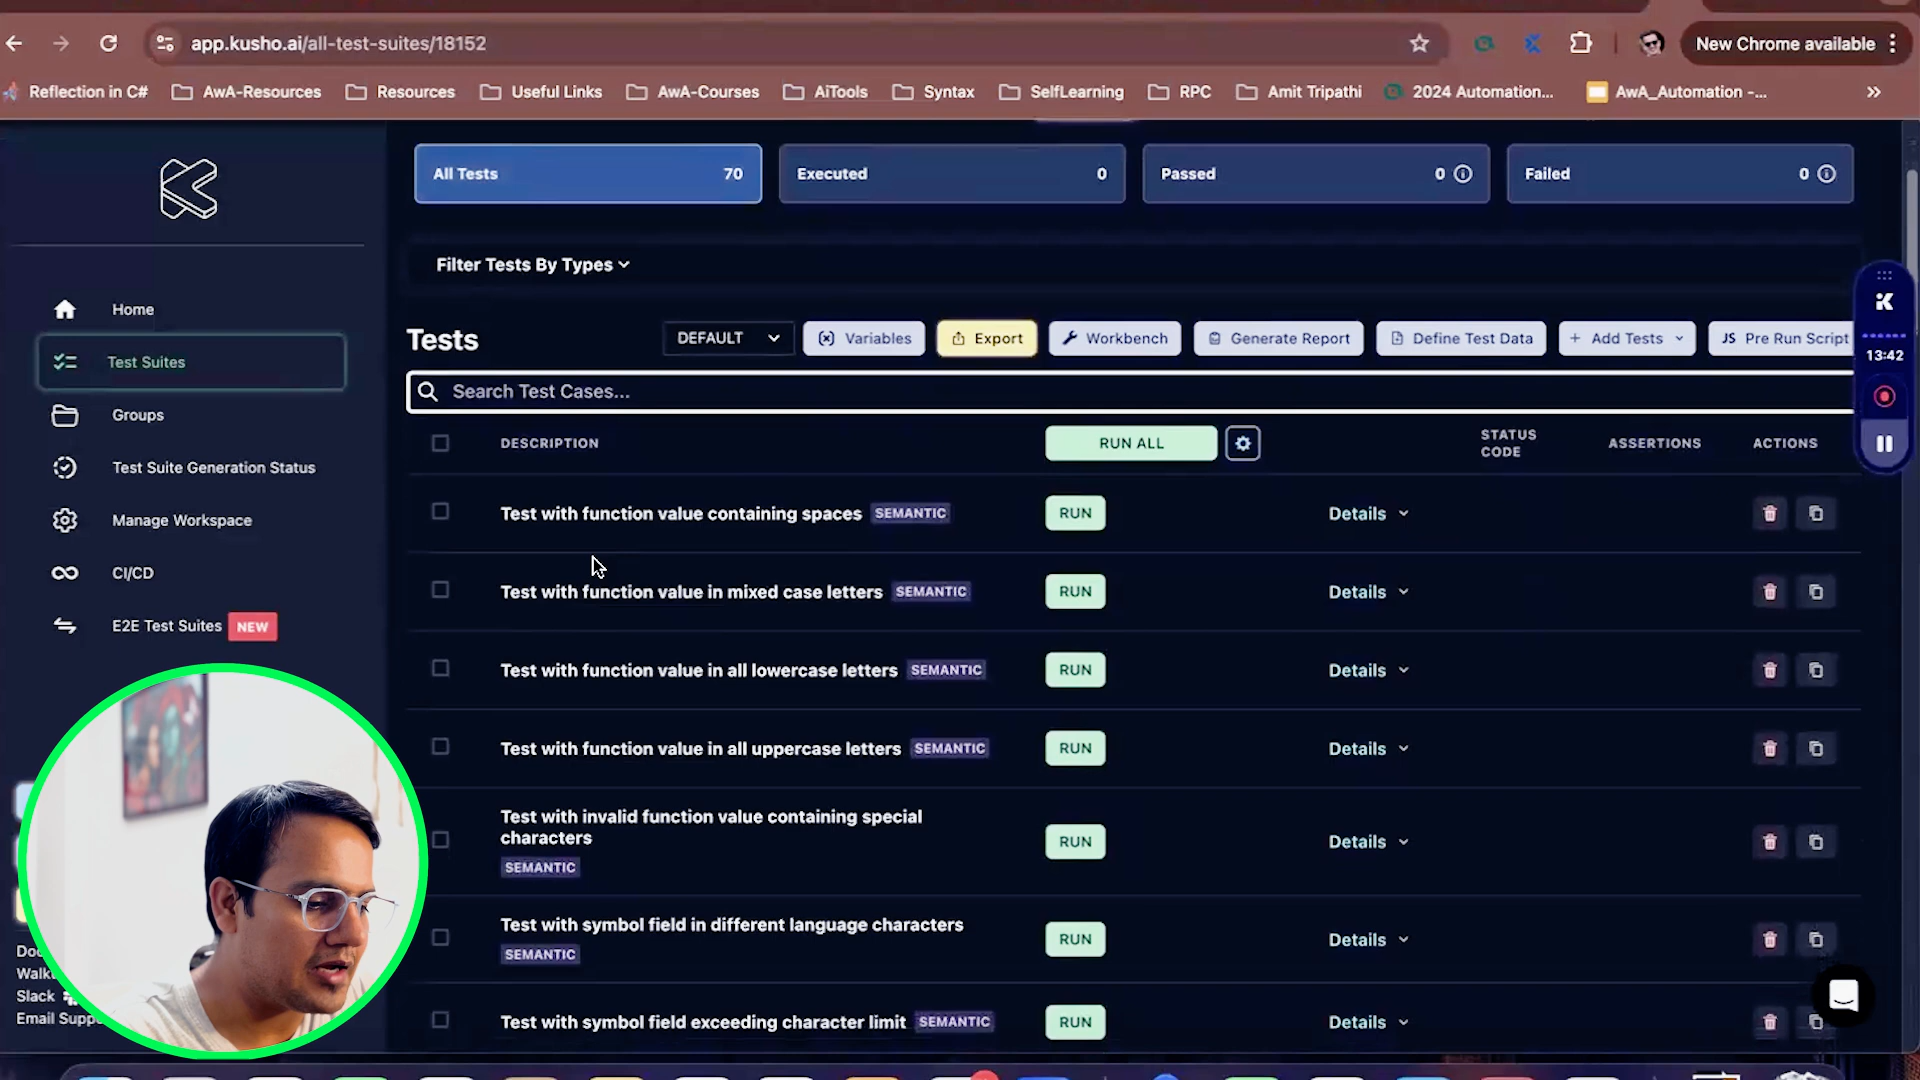 app.kusho.ai/all-test-suites/18152
New Chrome available
Reflection in C#
AwA-Resources
Resources
Useful Links
AwA-Courses
AiTools
Syntax
SelfLearning
RPC
Amit Tripathi
2024 Automation...
AwA_Automation -...
All Tests 70
Executed 0
Passed 0
Failed 0
Filter Tests By Types
Home
Test Suites
Groups
Test Suite Generation Status
Manage Workspace
CI/CD
E2E Test Suites NEW
Tests
DEFAULT
Variables
Export
Workbench
Generate Report
Define Test Data
+ Add Tests
JS Pre Run Script
13:42
Search Test Cases...
DESCRIPTION
RUN ALL
STATUS
CODE
ASSERTIONS
ACTIONS
Test with function value containing spaces SEMANTIC RUN Details
Test with function value in mixed case letters SEMANTIC RUN Details
Test with function value in all lowercase letters SEMANTIC RUN Details
Test with function value in all uppercase letters SEMANTIC RUN Details
Test with invalid function value containing special
characters
SEMANTIC
RUN Details
Test with symbol field in different language characters
SEMANTIC
RUN Details
Test with symbol field exceeding character limit SEMANTIC RUN Details
Slack
Email